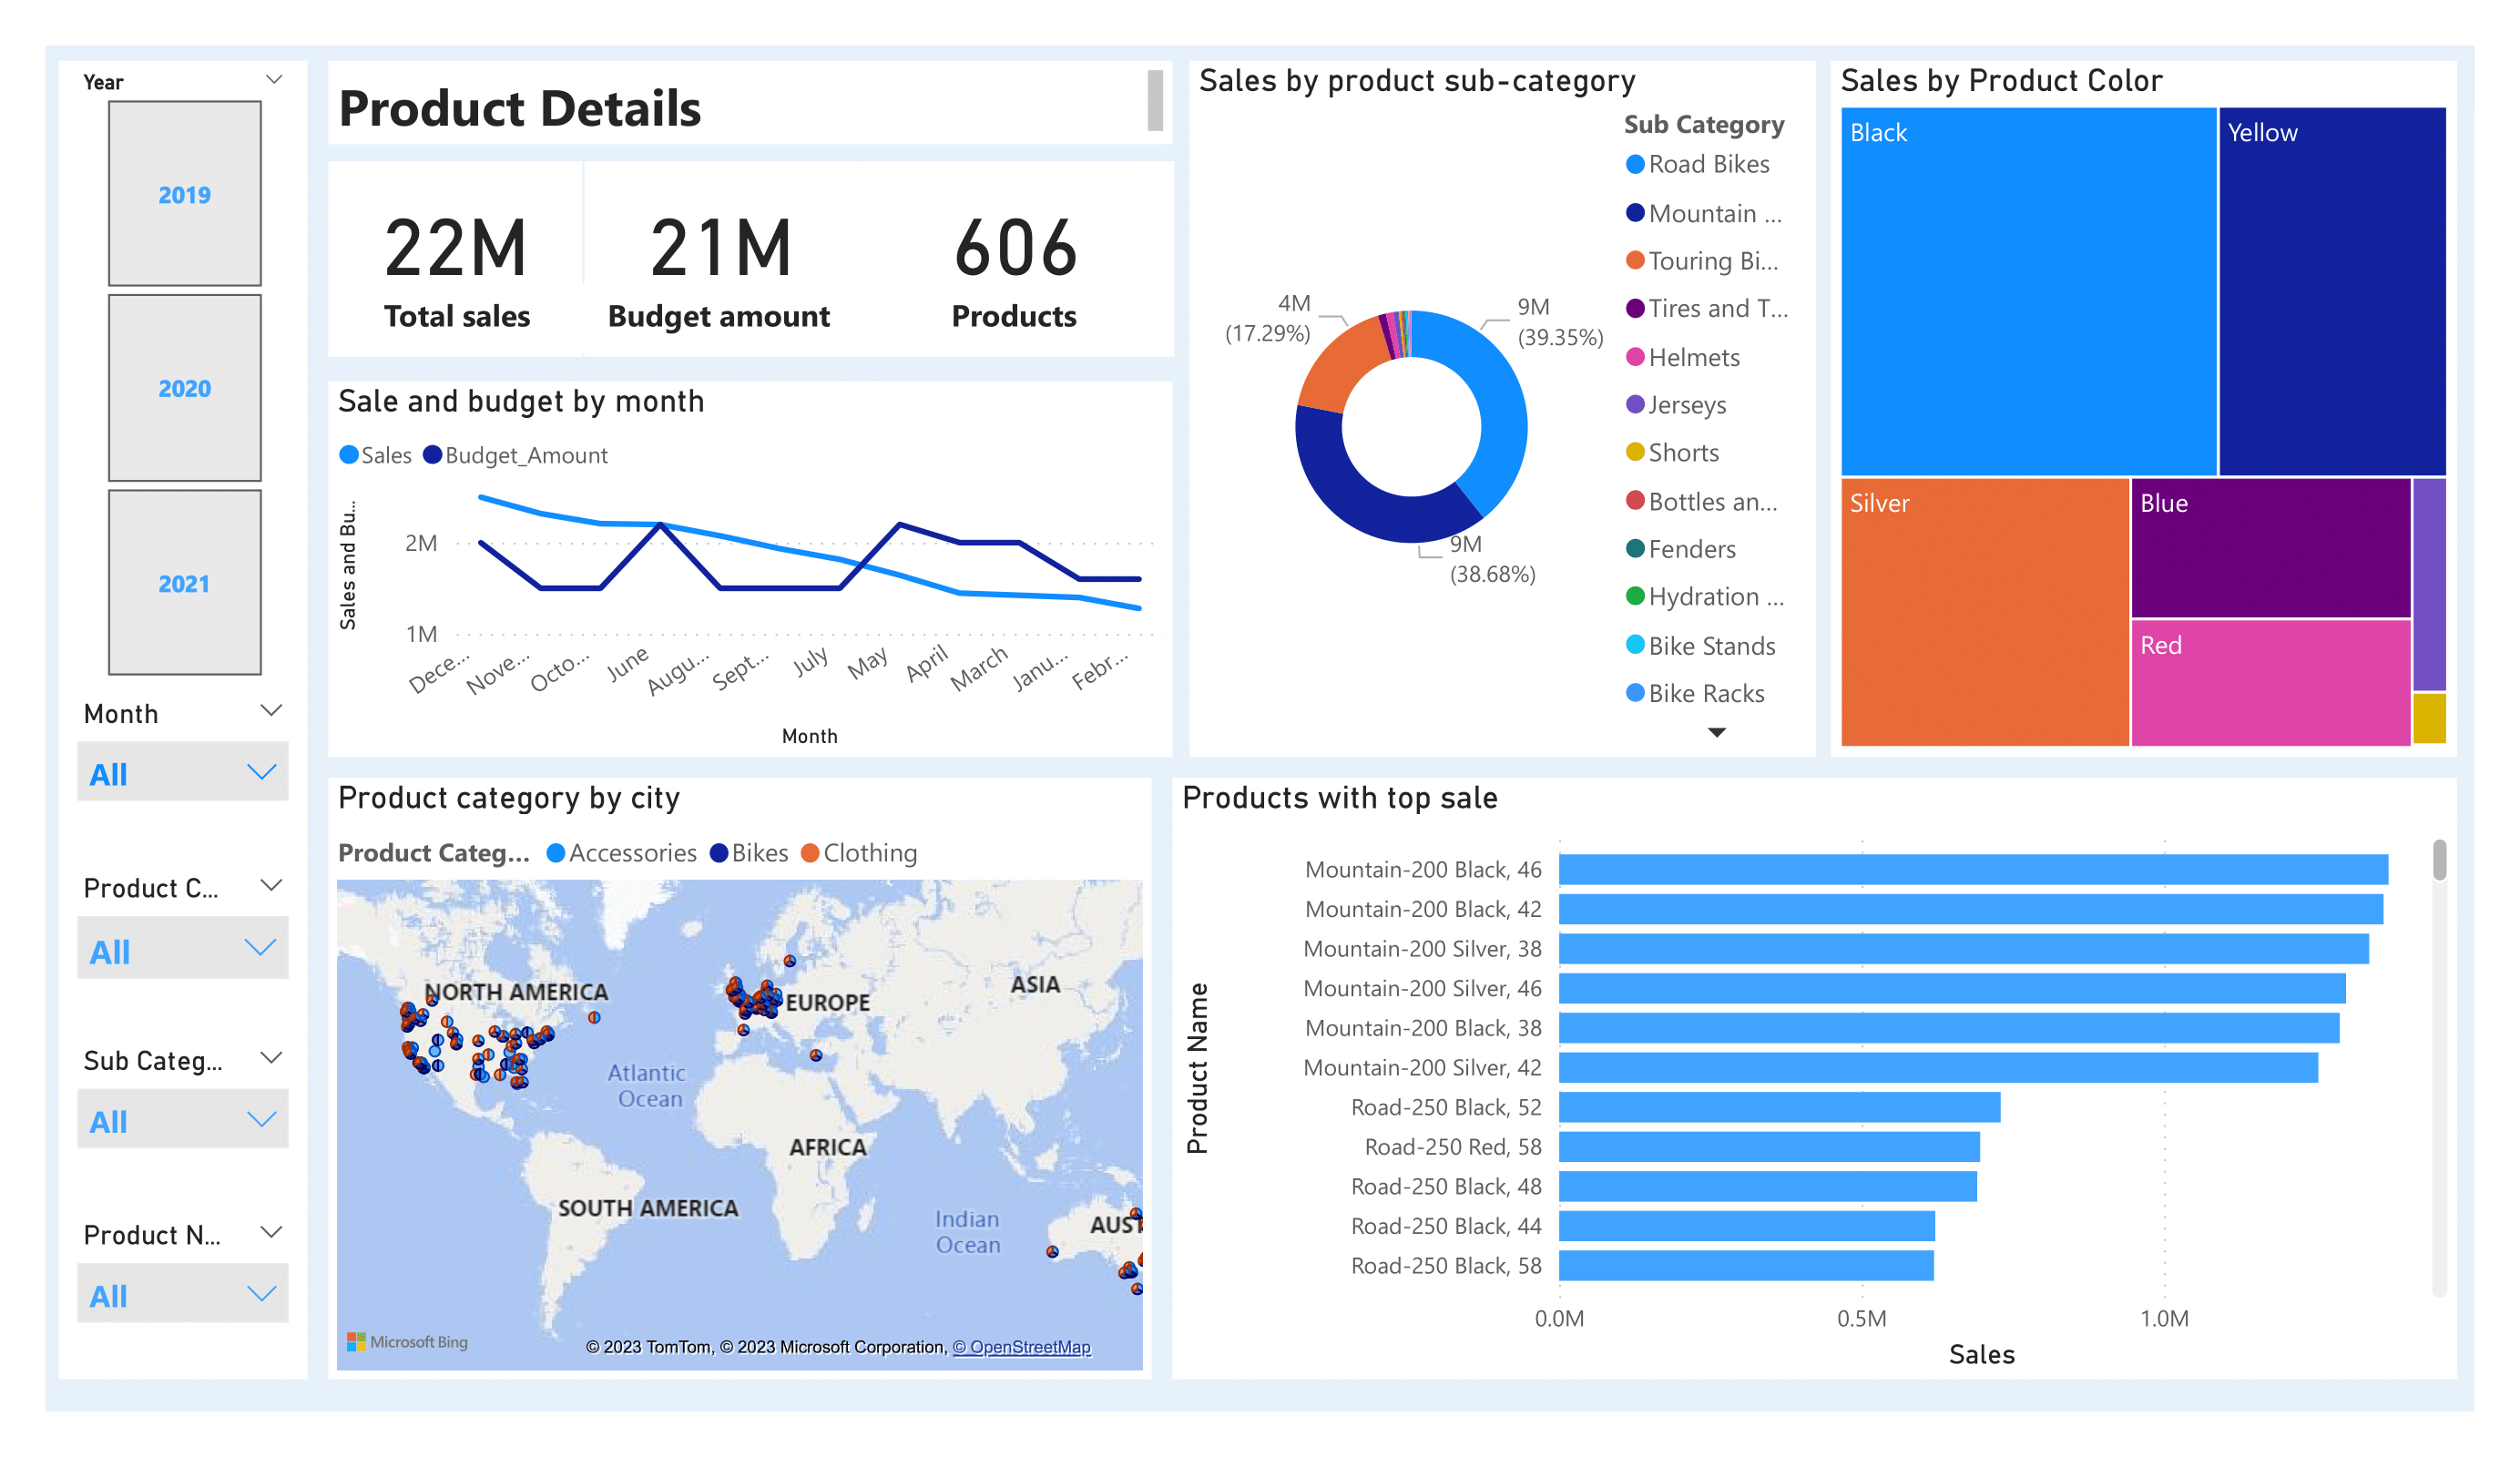 Year
2019
2020
2021
Month
All
Product C...
All
Sub Categ...
All
Product N...
All
Product Details
22M
Total sales
21M
Budget amount
606
Products
Sale and budget by month
Sales
Budget_Amount
Sales and Bu...
2M
1M
Dece...
Nove...
Octo...
June
Augu...
Sept...
July
May
April
March
Janu...
Febr...
Month
Sales by product sub-category
4M
(17.29%)
9M
(39.35%)
9M
(38.68%)
Sub Category
Road Bikes
Mountain ...
Touring Bi...
Tires and T...
Helmets
Jerseys
Shorts
Bottles an...
Fenders
Hydration ...
Bike Stands
Bike Racks
Sales by Product Color
Black
Yellow
Silver
Blue
Red
Product category by city
Product Categ...
Accessories
Bikes
Clothing
NORTH AMERICA
EUROPE
ASIA
Atlantic
Ocean
AFRICA
SOUTH AMERICA
Indian
Ocean
AUST
Microsoft Bing
© 2023 TomTom, © 2023 Microsoft Corporation, © OpenStreetMap
Products with top sale
Product Name
Mountain-200 Black, 46
Mountain-200 Black, 42
Mountain-200 Silver, 38
Mountain-200 Silver, 46
Mountain-200 Black, 38
Mountain-200 Silver, 42
Road-250 Black, 52
Road-250 Red, 58
Road-250 Black, 48
Road-250 Black, 44
Road-250 Black, 58
0.0M
0.5M
1.0M
Sales